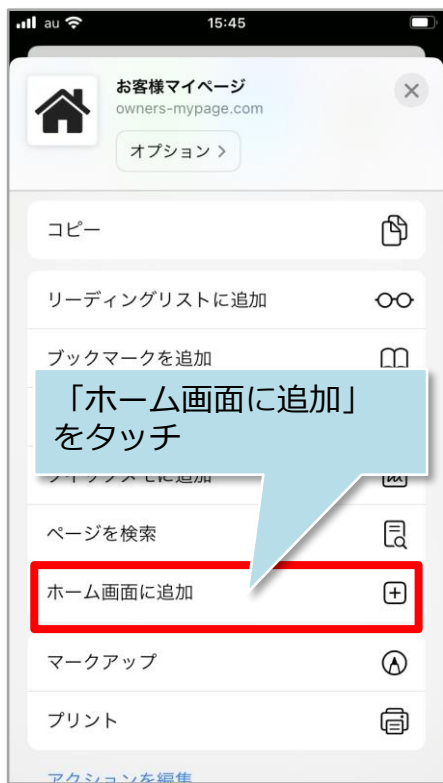 au 15:45
お客様マイページ
owners-mypage.com
オプション >
コピー
リーディングリストに追加
ブックマークを追加
「ホーム画面に追加」
をタッチ
ページを検索
ホーム画面に追加
マークアップ
プリント
アクションを編集